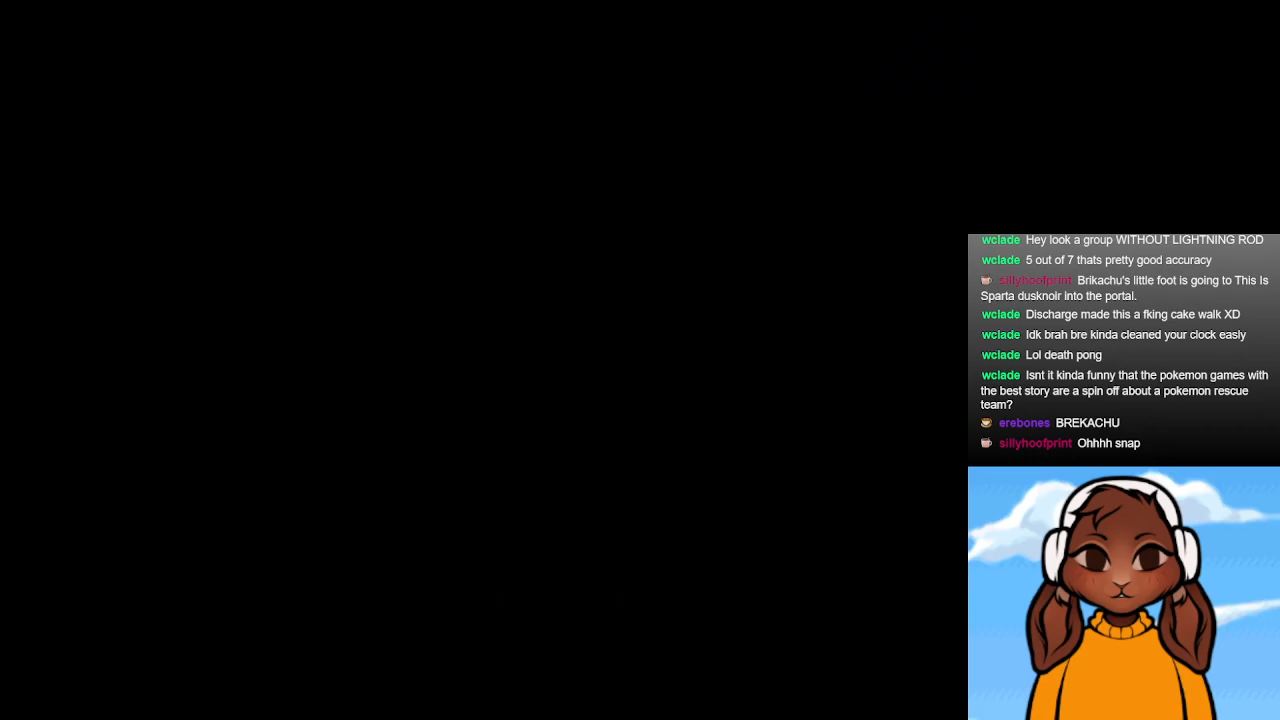 wclade Hey look a group WITHOUT LIGHTNING ROD
wclade 5 out of 7 thats pretty good accuracy
sillyhoofprint Brikachu's little foot is going to This Is
Sparta dusknoir into the portal.
wclade Discharge made this a fking cake walk XD
wclade Idk brah bre kinda cleaned your clock easly
wclade Lol death pong
wclade Isnt it kinda funny that the pokemon games with
the best story are a spin off about a pokemon rescue
team?
erebones BREKACHU
sillyhoofprint Ohhhh snap